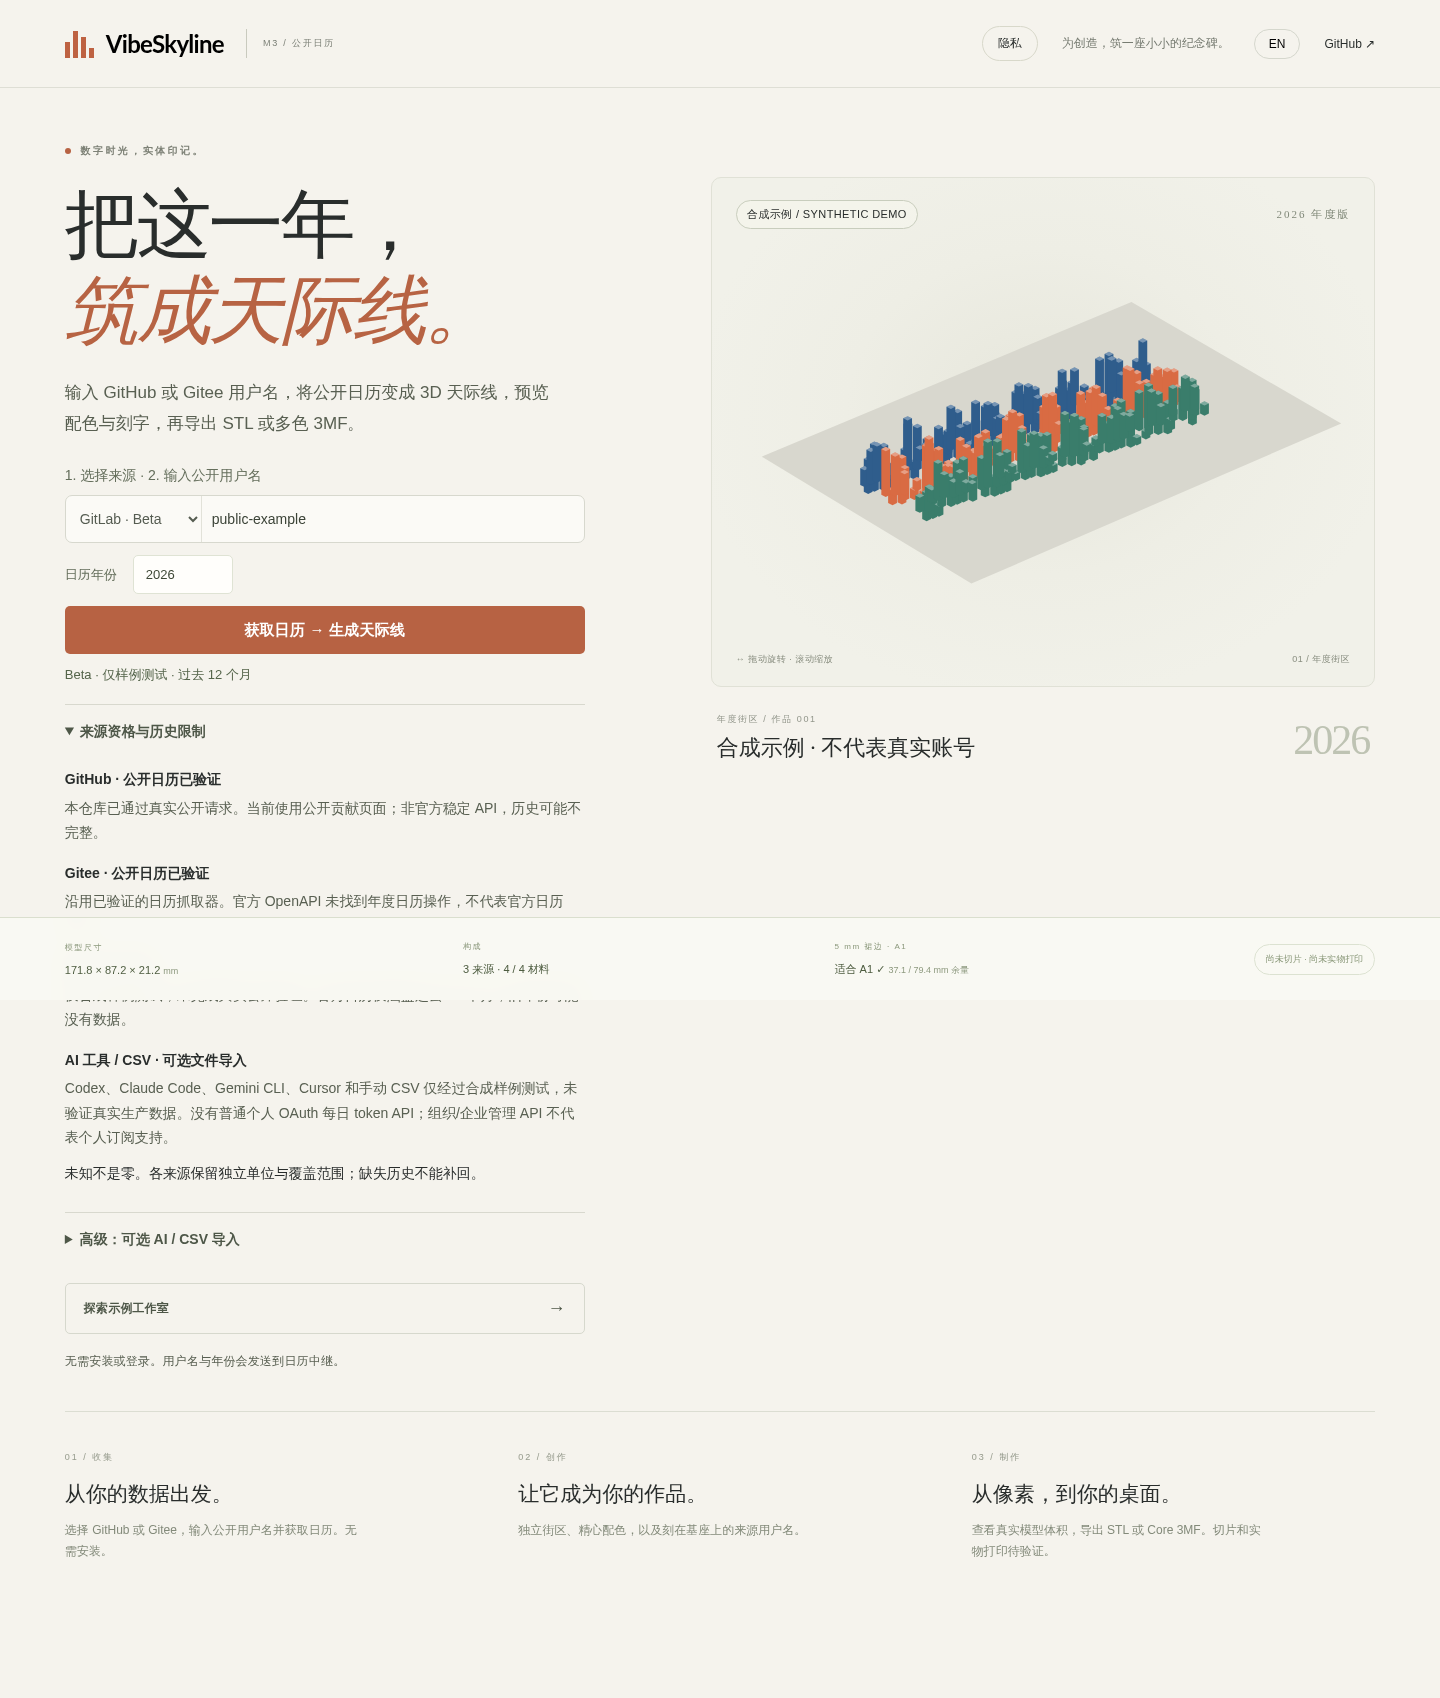 VibeSkyline
M3 / 公开日历
隐私
为创造，筑一座小小的纪念碑。
EN
GitHub ↗
数字时光，实体印记。
把这一年，
筑成天际线。
输入 GitHub 或 Gitee 用户名，将公开日历变成 3D 天际线，预览
配色与刻字，再导出 STL 或多色 3MF。
1. 选择来源 · 2. 输入公开用户名
GitLab · Beta
public-example
日历年份
2026
获取日历 → 生成天际线
Beta · 仅样例测试 · 过去 12 个月
▼ 来源资格与历史限制
GitHub · 公开日历已验证
本仓库已通过真实公开请求。当前使用公开贡献页面；非官方稳定 API，历史可能不
完整。
Gitee · 公开日历已验证
沿用已验证的日历抓取器。官方 OpenAPI 未找到年度日历操作，不代表官方日历
合成示例 / SYNTHETIC DEMO
2026 年度版
↔ 拖动旋转 · 滚动缩放
01 / 年度街区
年度街区 / 作品 001
合成示例 · 不代表真实账号
2026
模型尺寸
171.8 × 87.2 × 21.2 mm
构成
3 来源 · 4 / 4 材料
5 mm 裙边 · A1
适合 A1 ✓ 37.1 / 79.4 mm 余量
尚未切片 · 尚未实物打印
没有数据。
AI 工具 / CSV · 可选文件导入
Codex、Claude Code、Gemini CLI、Cursor 和手动 CSV 仅经过合成样例测试，未
验证真实生产数据。没有普通个人 OAuth 每日 token API；组织/企业管理 API 不代
表个人订阅支持。
未知不是零。各来源保留独立单位与覆盖范围；缺失历史不能补回。
▶ 高级：可选 AI / CSV 导入
探索示例工作室 →
无需安装或登录。用户名与年份会发送到日历中继。
01 / 收集
从你的数据出发。
选择 GitHub 或 Gitee，输入公开用户名并获取日历。无
需安装。
02 / 创作
让它成为你的作品。
独立街区、精心配色，以及刻在基座上的来源用户名。
03 / 制作
从像素，到你的桌面。
查看真实模型体积，导出 STL 或 Core 3MF。切片和实
物打印待验证。